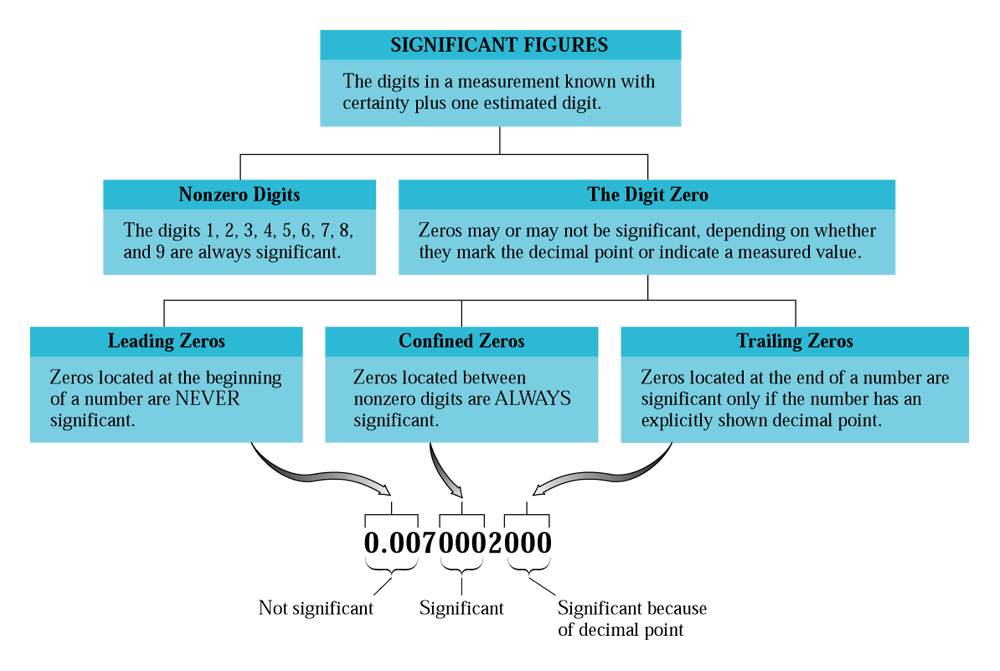 SIGNIFICANT FIGURES
The digits in a measurement known with
certainty plus one estimated digit.
Nonzero Digits
The digits 1, 2, 3, 4, 5, 6, 7, 8,
and 9 are always significant.
The Digit Zero
Zeros may or may not be significant, depending on whether
they mark the decimal point or indicate a measured value.
Leading Zeros
Zeros located at the beginning
of a number are NEVER
significant.
Confined Zeros
Zeros located between
nonzero digits are ALWAYS
significant.
Trailing Zeros
Zeros located at the end of a number are
significant only if the number has an
explicitly shown decimal point.
0.0070002000
Not significant
Significant
Significant because
of decimal point